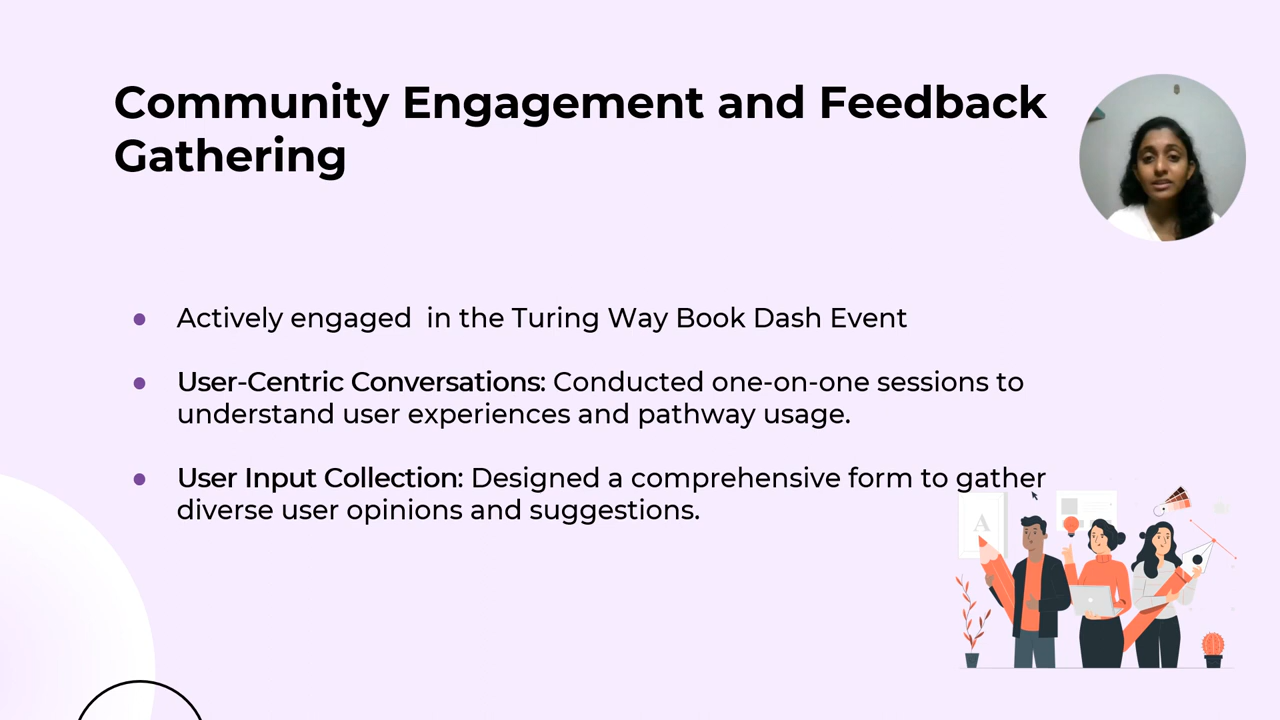 Community Engagement and Feedback
Gathering
Actively engaged  in the Turing Way Book Dash Event
User-Centric Conversations: Conducted one-on-one sessions to
understand user experiences and pathway usage.
User Input Collection: Designed a comprehensive form to gather
diverse user opinions and suggestions.
A